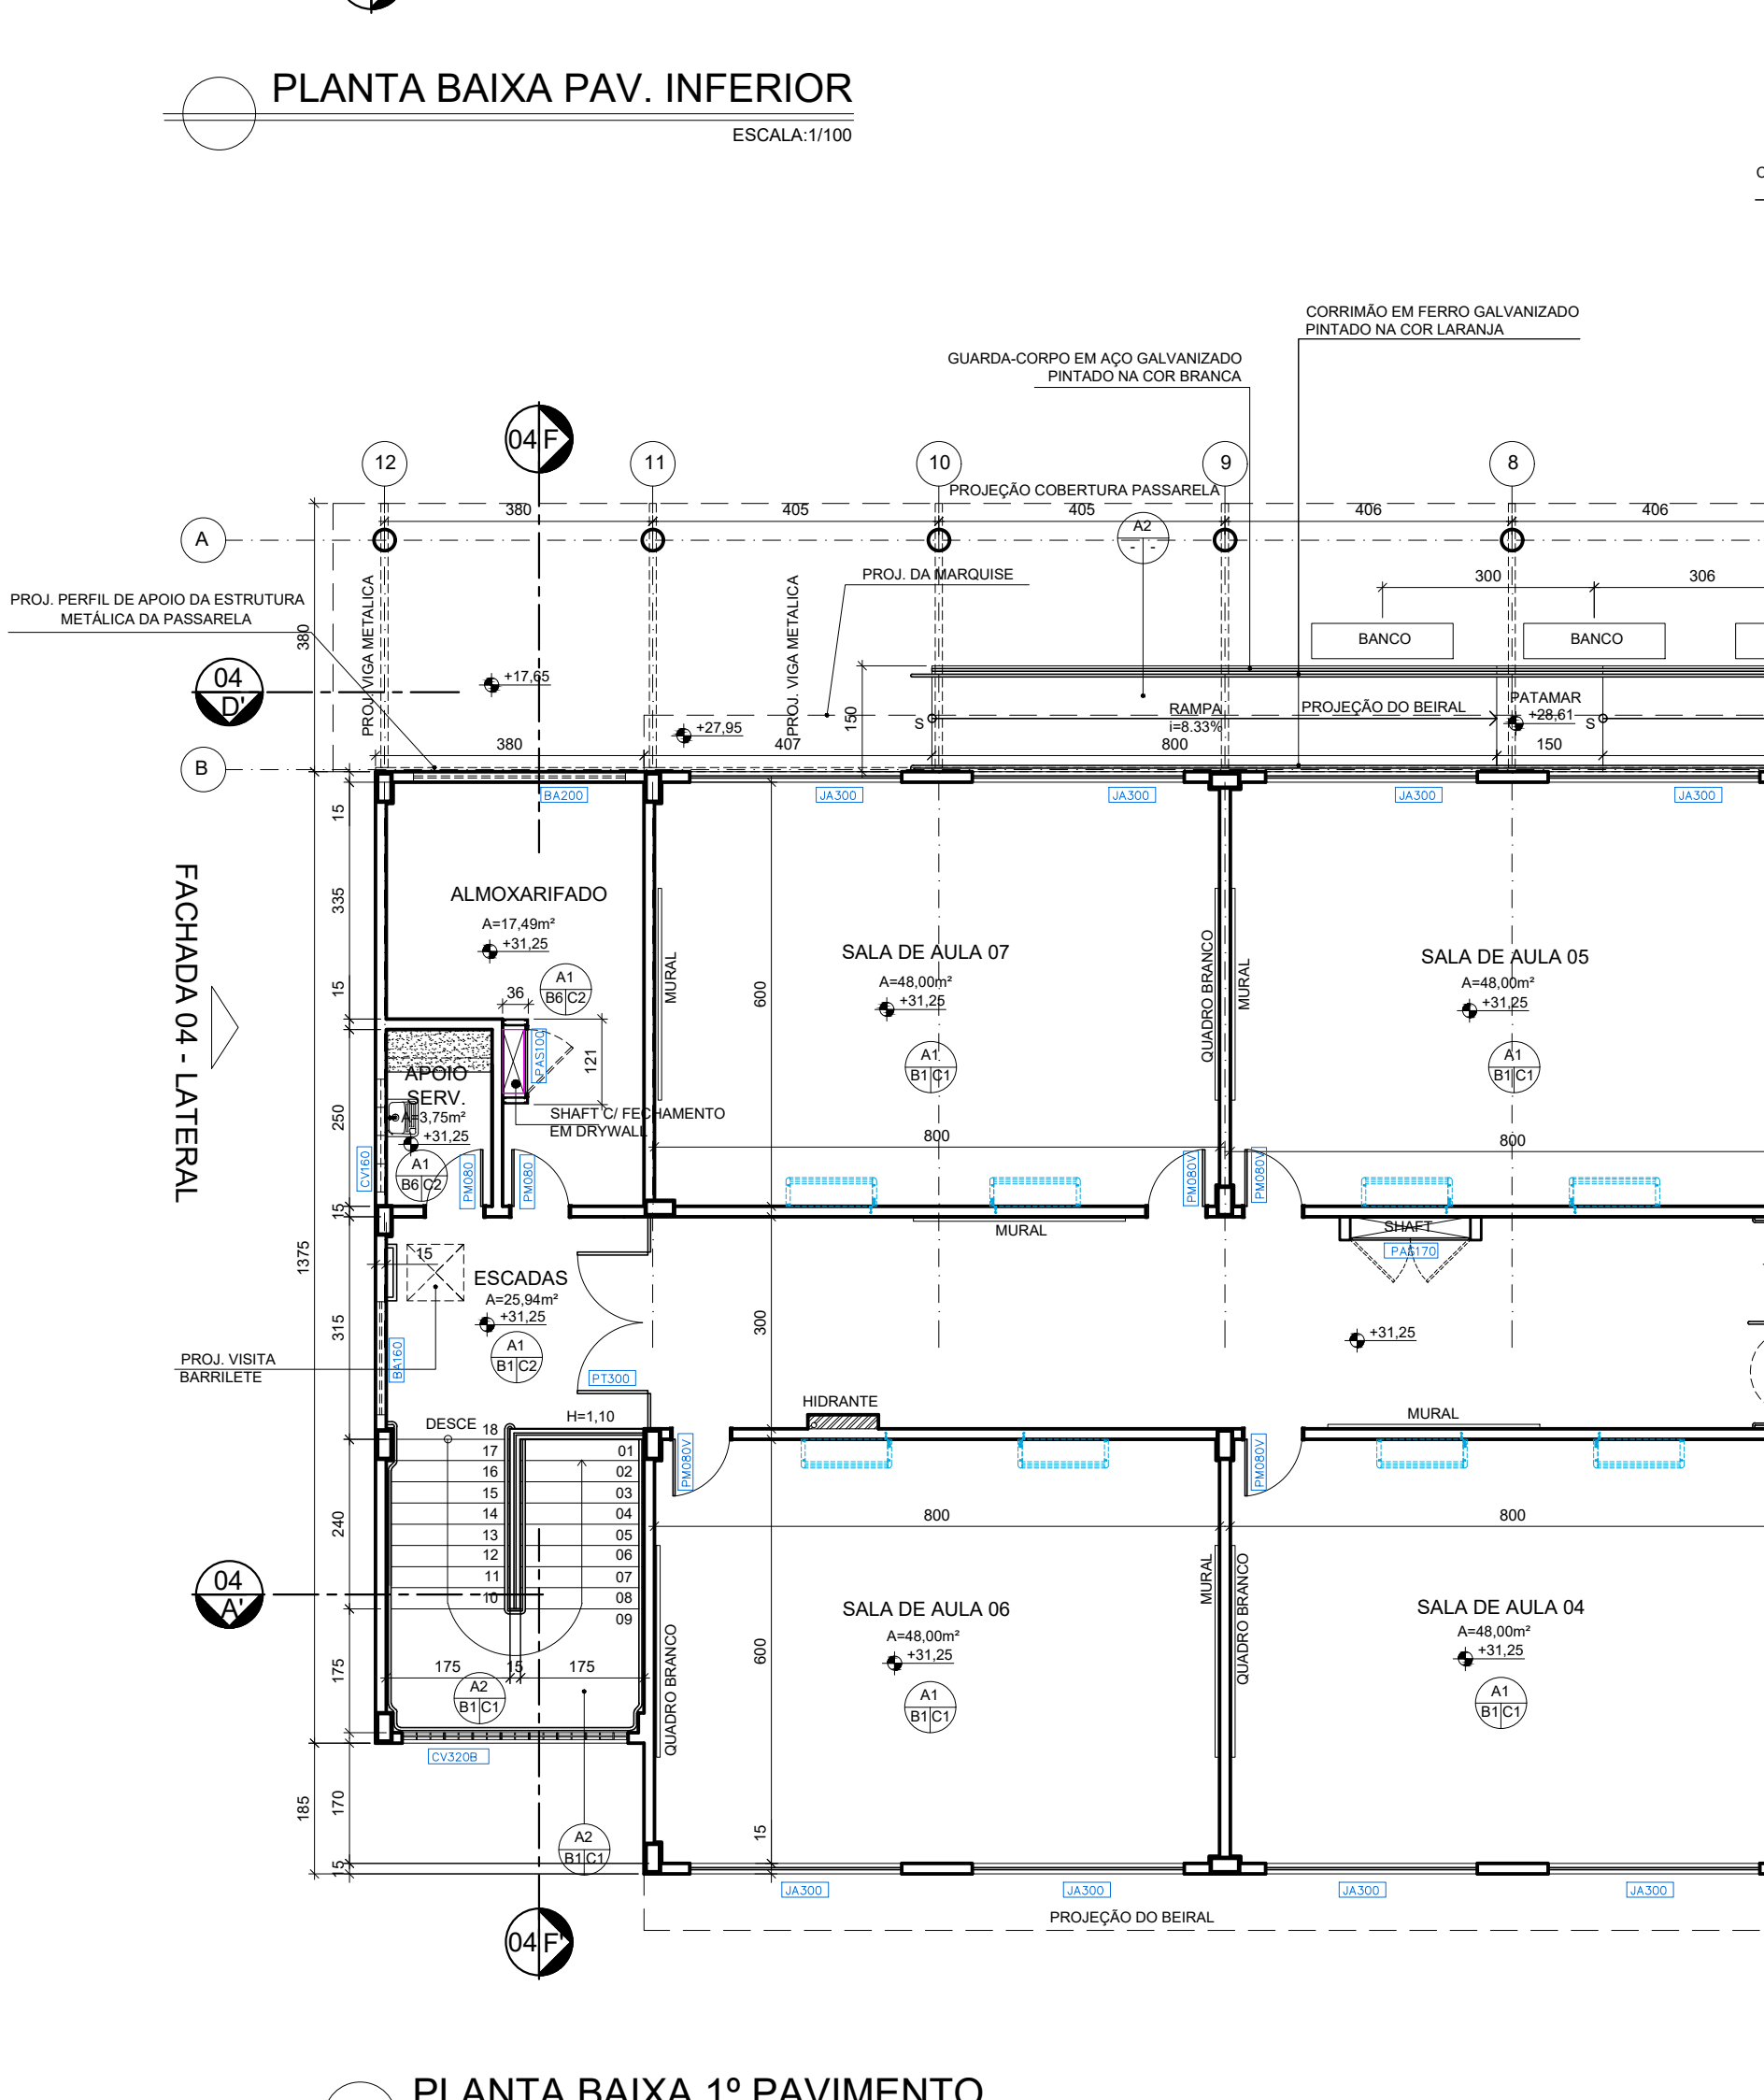 PLANTA BAIXA PAV. INFERIOR
ESCALA:1/100
CORRIMÃO EM FERRO GALVANIZADO
PINTADO NA COR LARANJA
GUARDA-CORPO EM AÇO GALVANIZADO
PINTADO NA COR BRANCA
04 F
12
11
10
9
8
PROJEÇÃO COBERTURA PASSARELA
380
405
405
406
406
A
A2
- -
PROJ. DA MARQUISE
300
306
PROJ. PERFIL DE APOIO DA ESTRUTURA
METÁLICA DA PASSARELA
380
PROJ. VIGA METALICA
PROJ. VIGA METALICA
BANCO
BANCO
04
D'
+17,65
150
RAMPA
i=8.33%
PROJEÇÃO DO BEIRAL
PATAMAR
+28,61
S
S
+27,95
380
407
800
150
B
BA200
JA300
JA300
JA300
JA300
15
335
15
250
15
315
240
175
170
15
1375
185
FACHADA 04 - LATERAL
ALMOXARIFADO
A=17,49m²
+31,25
A1
B6 C2
36
121
PAS100
MURAL
600
SALA DE AULA 07
A=48,00m²
+31,25
A1
B1 C1
QUADRO BRANCO
MURAL
SALA DE AULA 05
A=48,00m²
+31,25
A1
B1 C1
APOIO
SERV.
A=3,75m²
+31,25
A1
B6 C2
SHAFT C/ FECHAMENTO
EM DRYWALL
CV160
PM080
PM080
800
800
PM080V
PM080V
MURAL
SHAFT
PAS170
15
ESCADAS
A=25,94m²
+31,25
A1
B1 C2
300
+31,25
PROJ. VISITA
BARRILETE
BA160
PT300
HIDRANTE
MURAL
DESCE
H=1,10
18
17
16
15
14
13
12
11
10
01
02
03
04
05
06
07
08
09
PM080V
PM080V
800
800
04
A'
SALA DE AULA 06
A=48,00m²
+31,25
A1
B1 C1
MURAL
QUADRO BRANCO
SALA DE AULA 04
A=48,00m²
+31,25
A1
B1 C1
QUADRO BRANCO
600
175
15
175
A2
B1 C1
CV320B
A2
B1 C1
15
JA300
JA300
JA300
JA300
PROJEÇÃO DO BEIRAL
04 F'
PLANTA BAIXA 1º PAVIMENTO